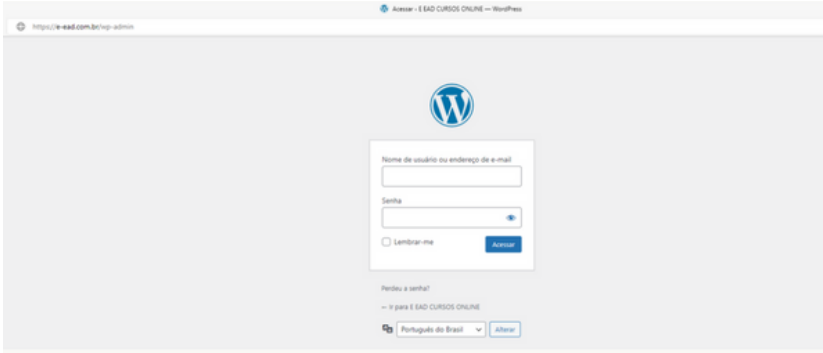 Acessar ‹ E EAD CURSOS ONLINE — WordPress
https://e-ead.com.br/wp-admin
Nome de usuário ou endereço de e-mail
Senha
Lembrar-me
Acessar
Perdeu a senha?
← Ir para E EAD CURSOS ONLINE
Português do Brasil
Alterar